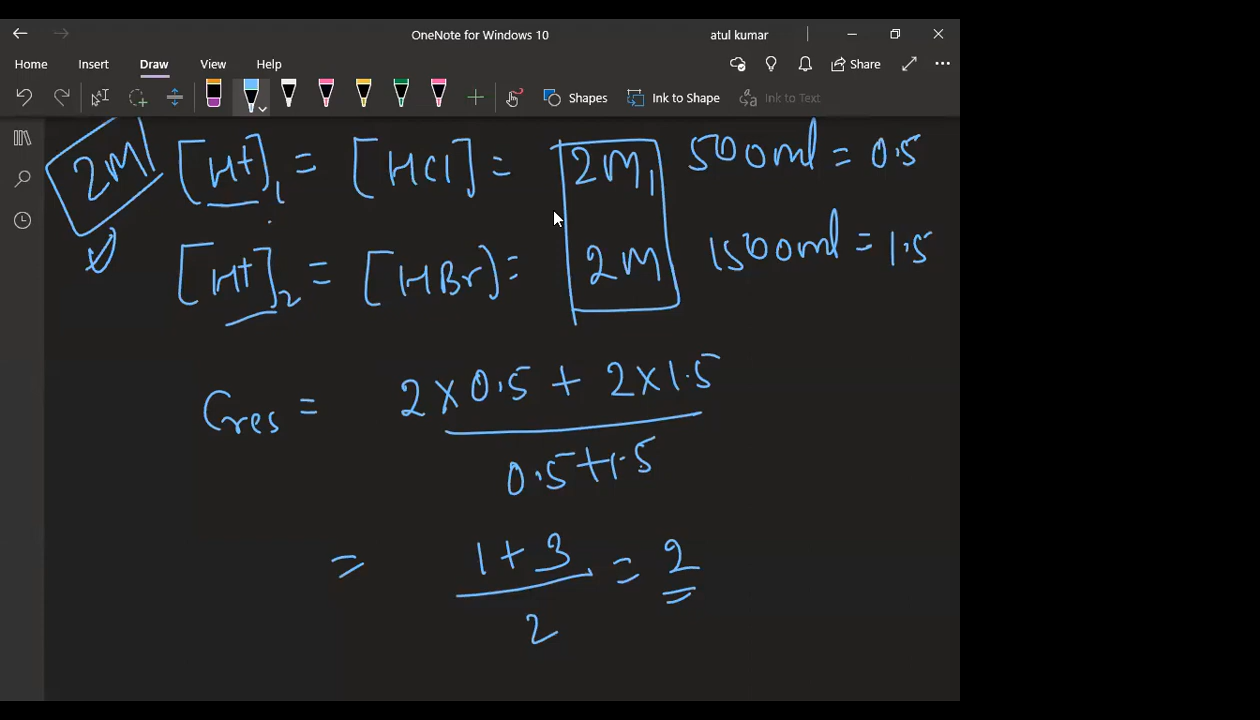 OneNote for Windows 10
atul kumar
Home Insert Draw View Help
Share
Shapes Ink to Shape Ink to Text
2M [H+]1 = [HCl] = 2M, 500ml = 0.5
[H+]2 = [HBr] = 2M 1500ml = 1.5
Cres = 2 × 0.5 + 2 × 1.5
0.5 + 1.5
= 1 + 3 = 2
2